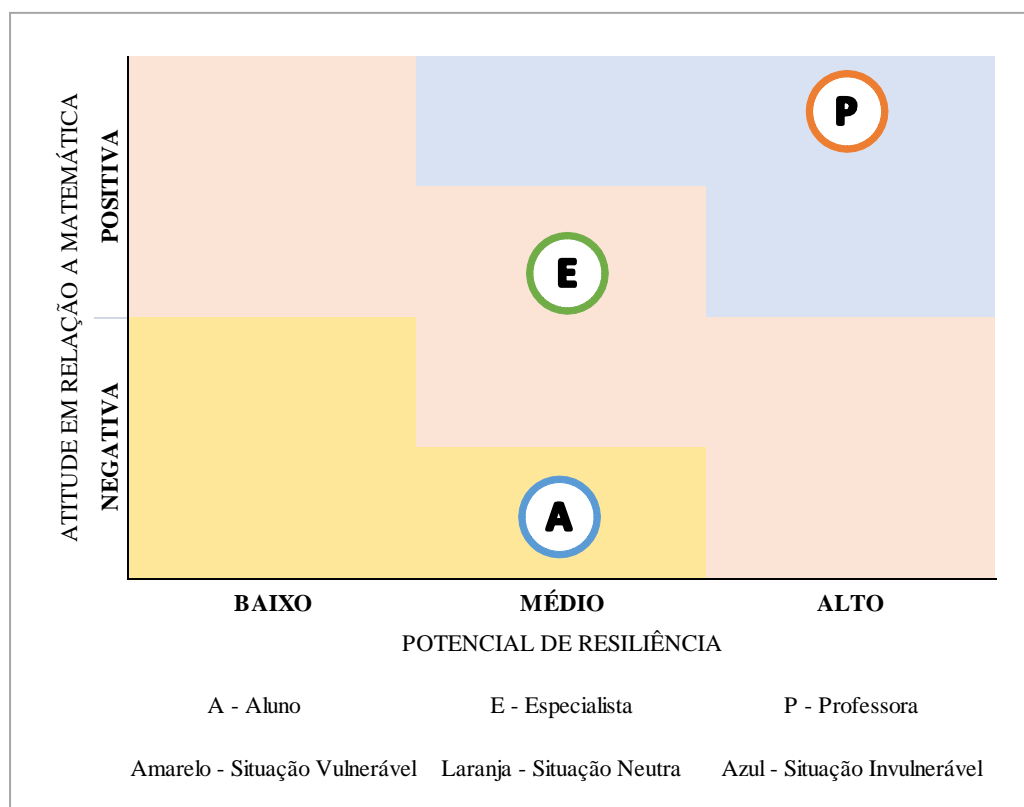 ATITUDE EM RELAÇÃO A MATEMÁTICA
POSITIVA
NEGATIVA
P
E
A
BAIXO MÉDIO ALTO
POTENCIAL DE RESILIÊNCIA
A - Aluno E - Especialista P - Professora
Amarelo - Situação Vulnerável Laranja - Situação Neutra Azul - Situação Invulnerável